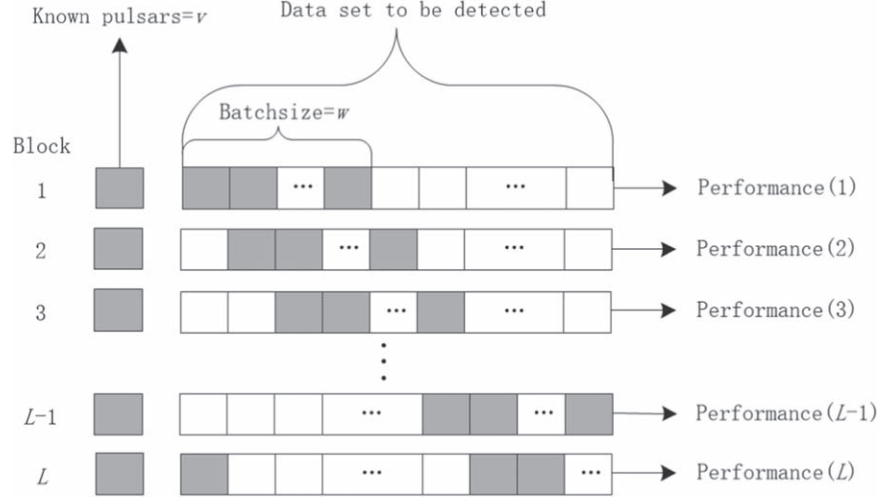 Known pulsars=v
Data set to be detected
Batchsize=w
Block
1 ... ... Performance(1)
2 ... ... Performance(2)
3 ... ... Performance(3)
L-1 ... ... Performance(L-1)
L ... ... Performance(L)